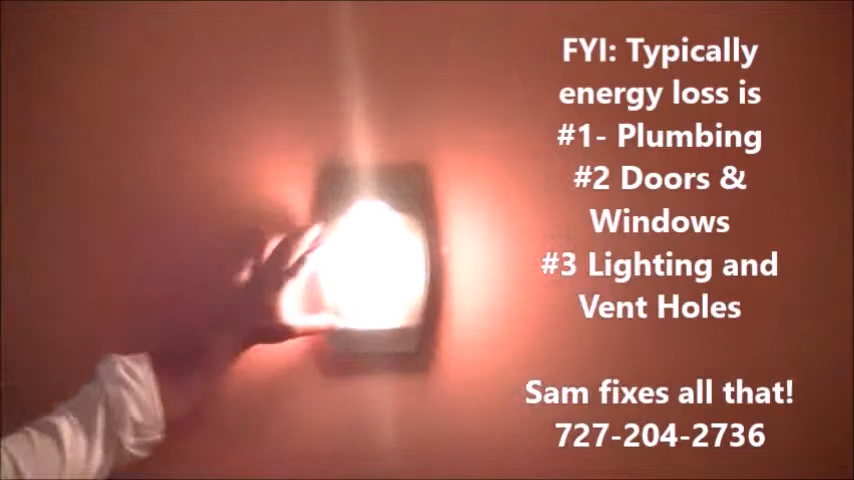 FYI: Typically
energy loss is
#1- Plumbing
#2 Doors &
Windows
#3 Lighting and
Vent Holes
Sam fixes all that!
727-204-2736